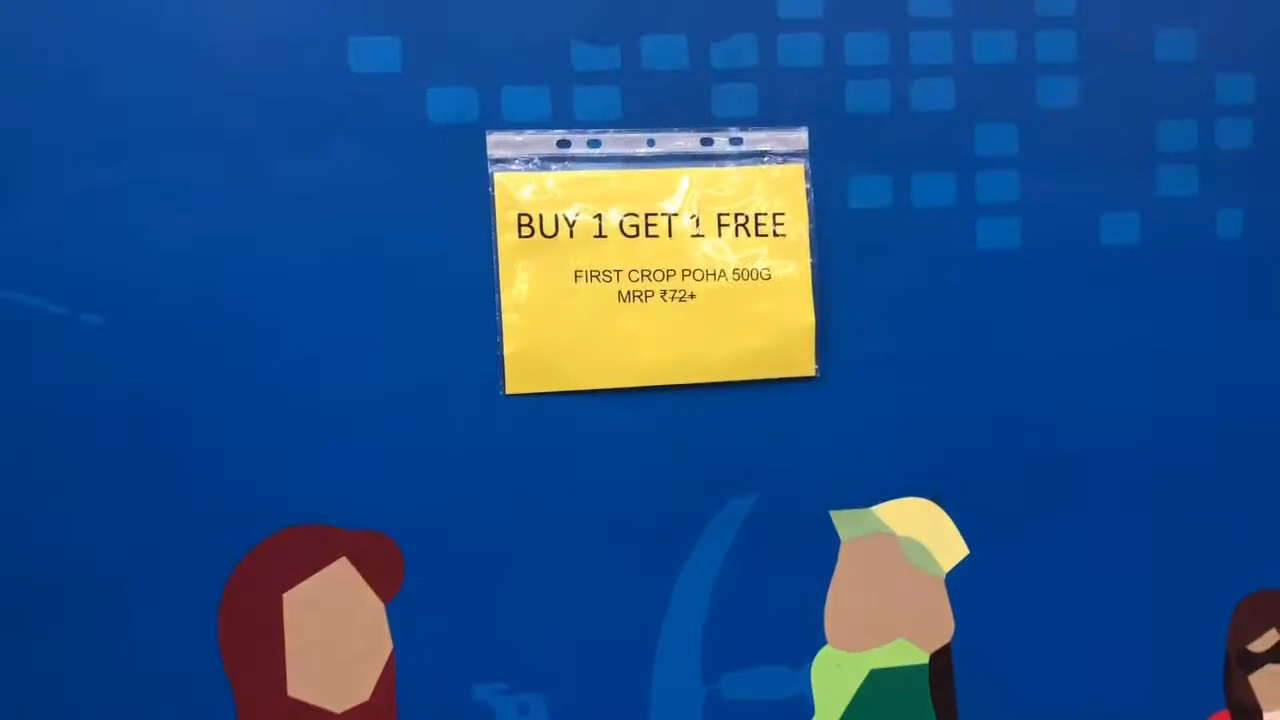 BUY 1 GET 1 FREE
FIRST CROP POHA 500G
MRP ₹72+